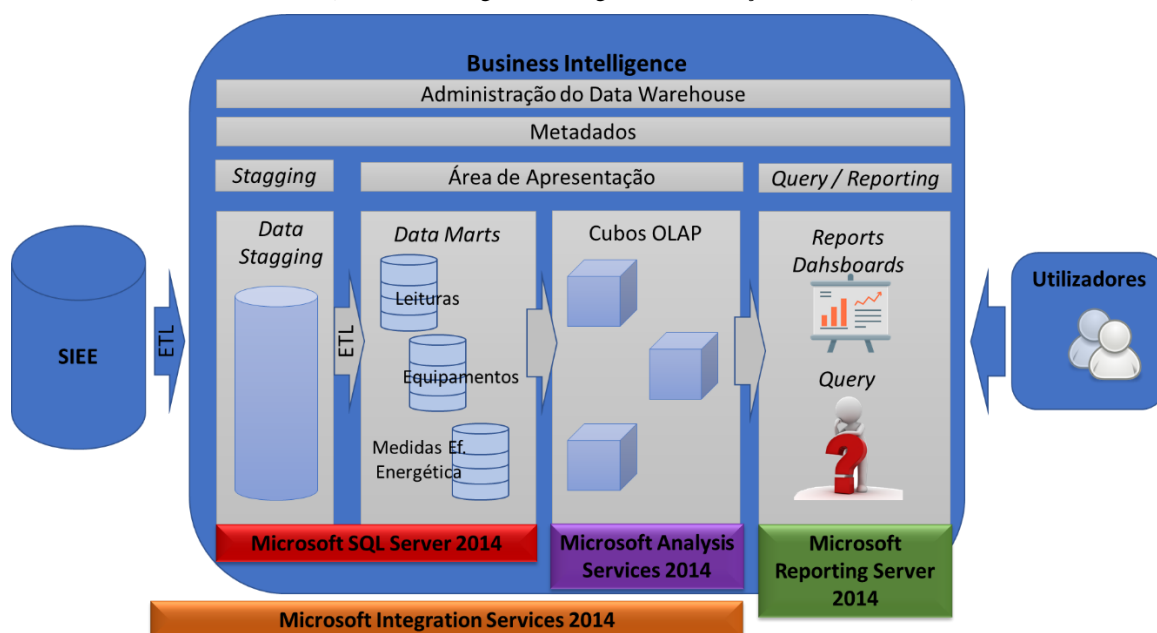 Business Intelligence
Administração do Data Warehouse
Metadados
Stagging
Área de Apresentação
Query / Reporting
SIEE
ETL
Data
Stagging
ETL
Data Marts
Leituras
Equipamentos
Medidas Ef.
Energética
Cubos OLAP
Reports
Dahsboards
Query
Utilizadores
Microsoft SQL Server 2014
Microsoft Analysis
Services 2014
Microsoft
Reporting Server
2014
Microsoft Integration Services 2014